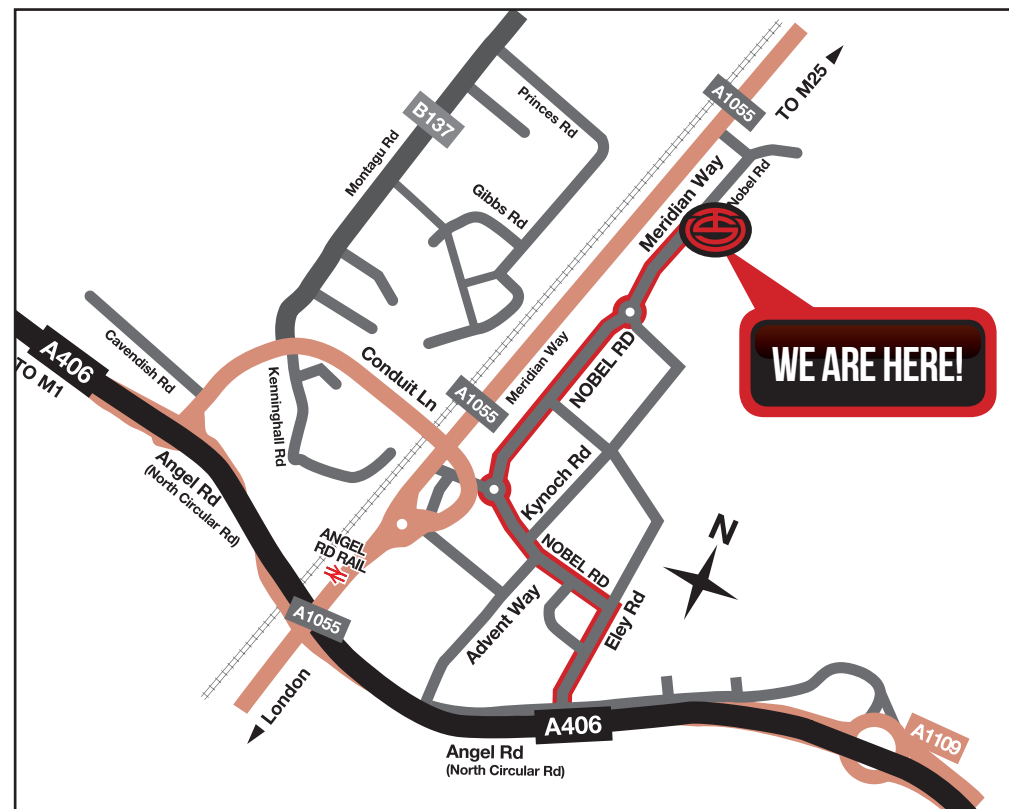 TO M25
A1055
Princes Rd
B137
Montagu Rd
Gibbs Rd
Meridian Way
Nobel Rd
WE ARE HERE!
A406
TO M1
Cavendish Rd
Conduit Ln
Kenninghall Rd
A1055
Meridian Way
NOBEL RD
Kynoch Rd
Angel Rd
(North Circular Rd)
ANGEL
RD RAIL
NOBEL RD
N
Advent Way
Eley Rd
A1055
London
A406
Angel Rd
(North Circular Rd)
A1109